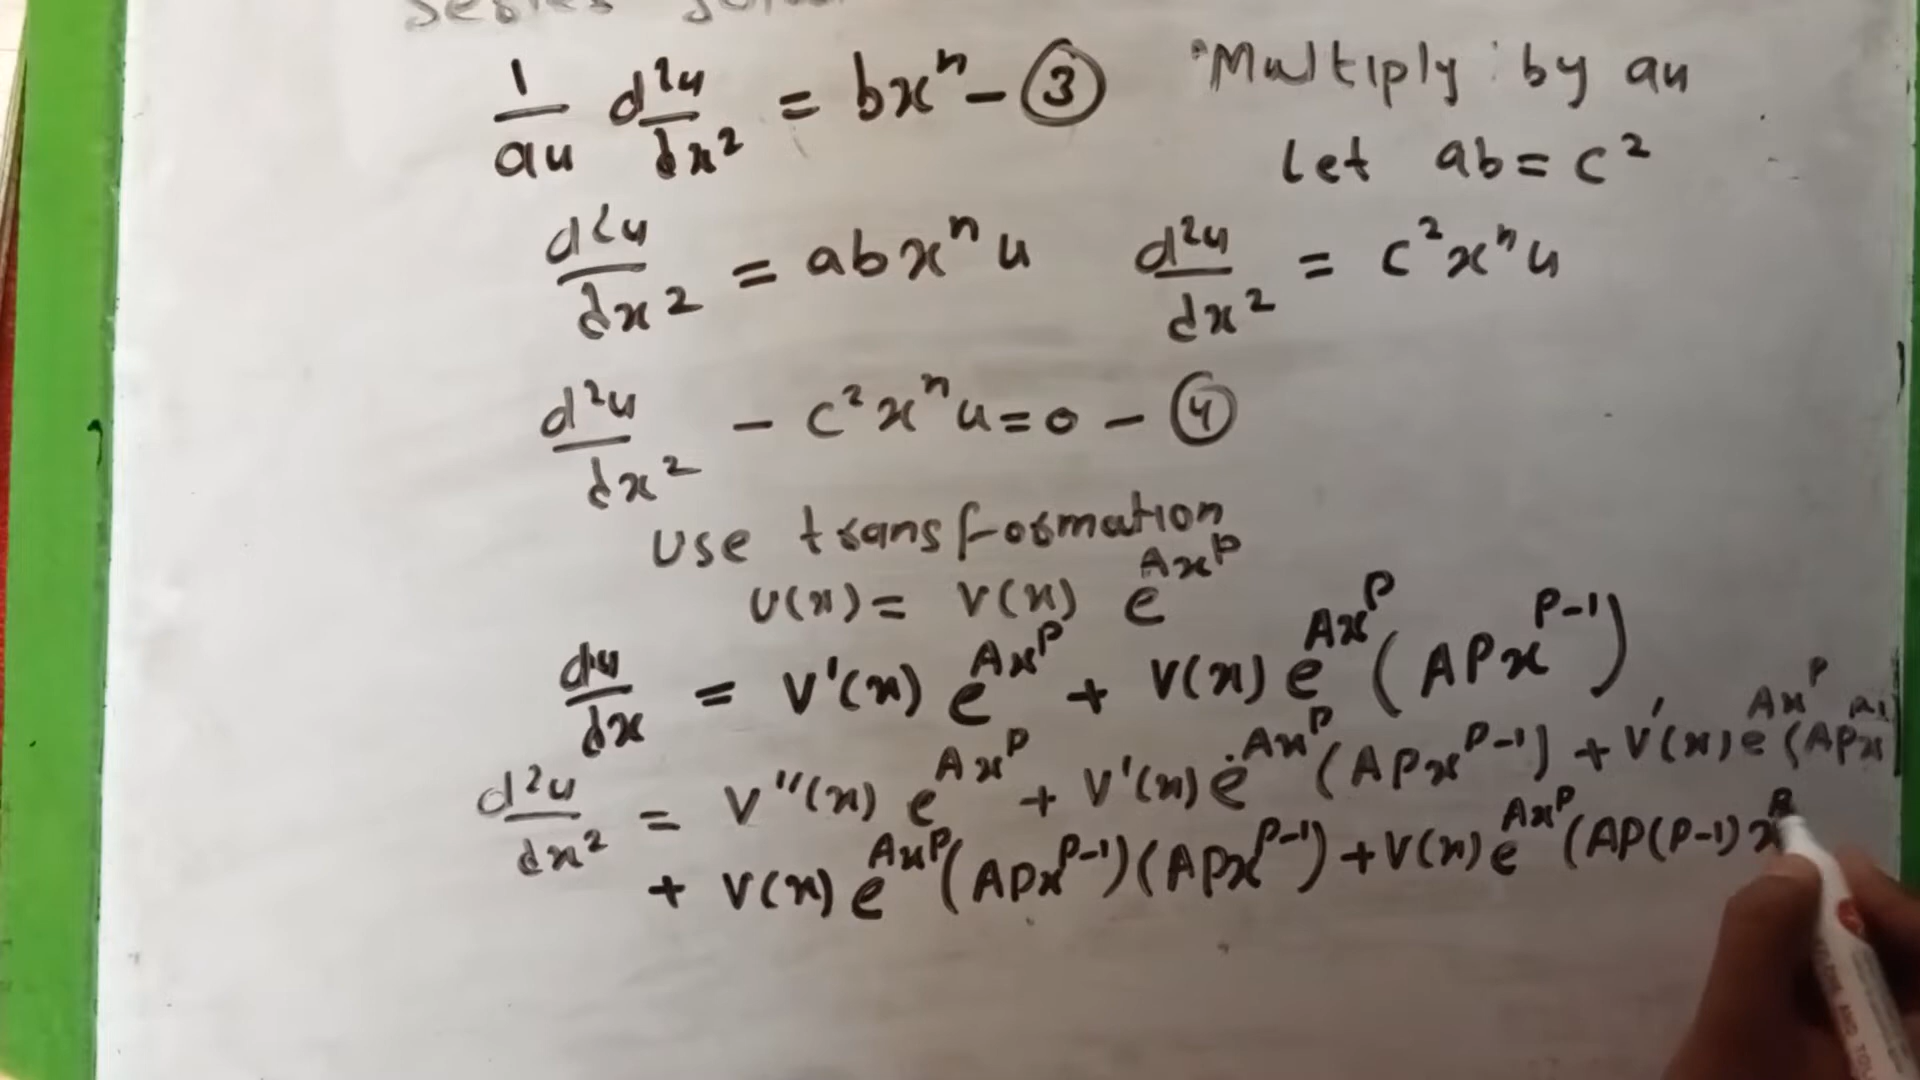 Series
1/au d²u/dx² = bxⁿ - ③ Multiply by au
Let ab = c²
d²u/dx² = abxⁿu d²u/dx² = c²xⁿu
d²u/dx² - c²xⁿu = 0 - ④
Use transformation
u(x) = v(x) e^(Ax^p)
du/dx = v'(x) e^(Ax^p) + v(x) e^(Ax^p) (APx^(p-1))
d²u/dx² = v''(x) e^(Ax^p) + v'(x) e^(Ax^p) (APx^(p-1)) + v'(x) e^(Ax^p) (APx
+ v(x) e^(Ax^p) (APx^(p-1)) (APx^(p-1)) + v(x) e^(Ax^p) (AP(P-1) x^p